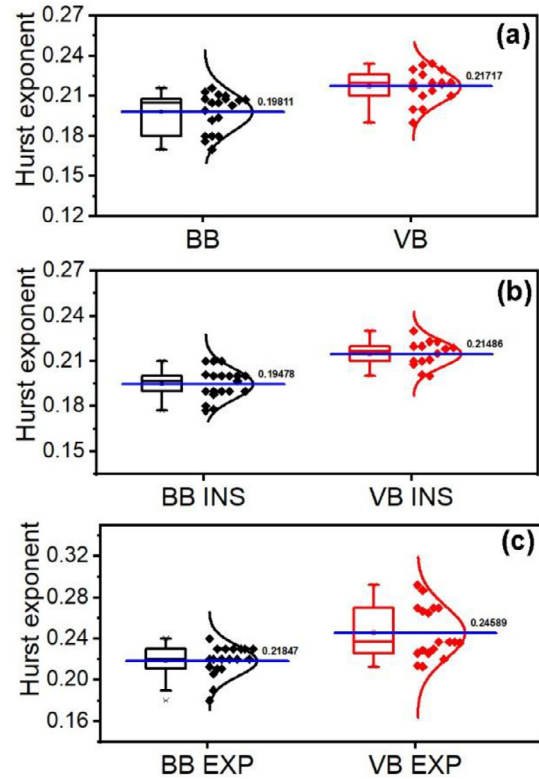 (a)
Hurst exponent
0.27
0.24
0.21
0.18
0.15
0.12
0.19811
0.21717
BB
VB
(b)
Hurst exponent
0.27
0.24
0.21
0.18
0.15
0.19478
0.21486
BB INS
VB INS
(c)
Hurst exponent
0.32
0.28
0.24
0.20
0.16
0.21847
0.24589
BB EXP
VB EXP